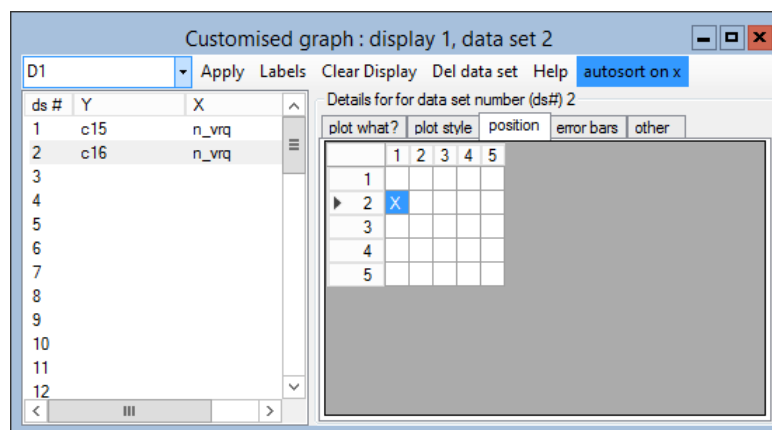 Customised graph : display 1, data set 2
D1 Apply Labels Clear Display Del data set Help autosort on x
ds # Y X
1 c15 n_vrq
2 c16 n_vrq
3
4
5
6
7
8
9
10
11
12
Details for for data set number (ds#) 2
plot what? plot style position error bars other
1 2 3 4 5
1
2 X
3
4
5